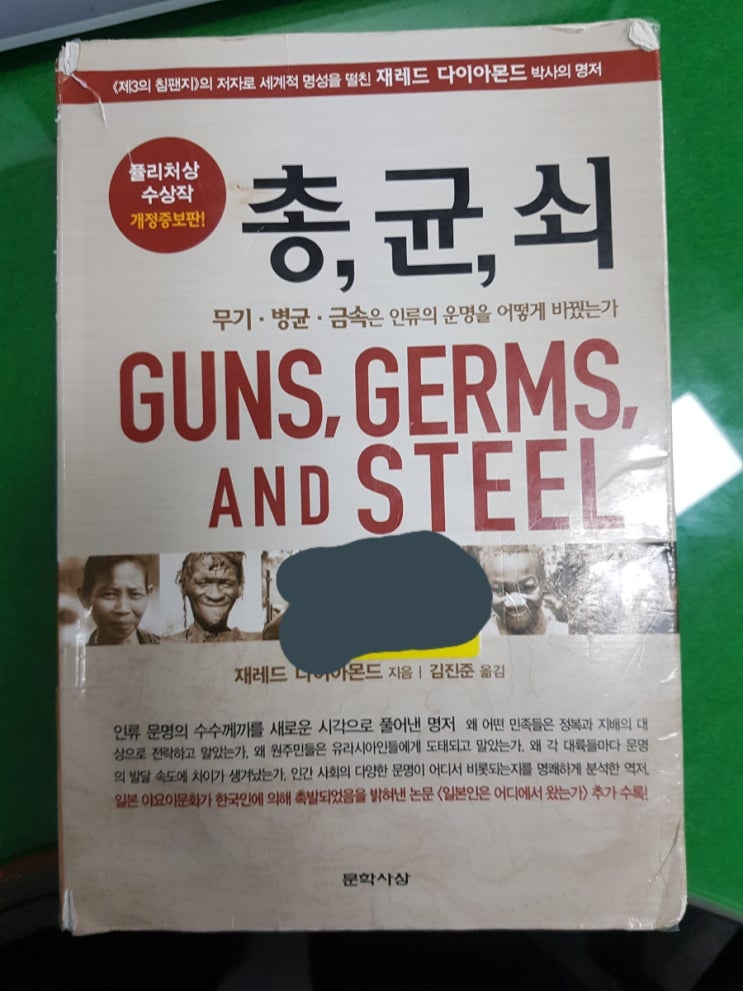 《제3의 침팬지》의 저자로 세계적 명성을 떨친 재레드 다이아몬드 박사의 명저
퓰리처상
수상작
개정증보판!
총, 균, 쇠
무기·병균·금속은 인류의 운명을 어떻게 바꿨는가
GUNS, GERMS,
AND STEEL
재레드 다이아몬드 지음 | 김진준 옮김
인류 문명의 수수께끼를 새로운 시각으로 풀어낸 명저 왜 어떤 민족들은 정복과 지배의 대
상으로 전락하고 말았는가, 왜 원주민들은 유라시아인들에게 도태되고 말았는가, 왜 각 대륙들마다 문명
의 발달 속도에 차이가 생겨났는가, 인간 사회의 다양한 문명이 어디서 비롯되는지를 명쾌하게 분석한 역저.
일본 야요이문화가 한국인에 의해 촉발되었음을 밝혀낸 논문 〈일본인은 어디에서 왔는가〉 추가 수록!
문학사상